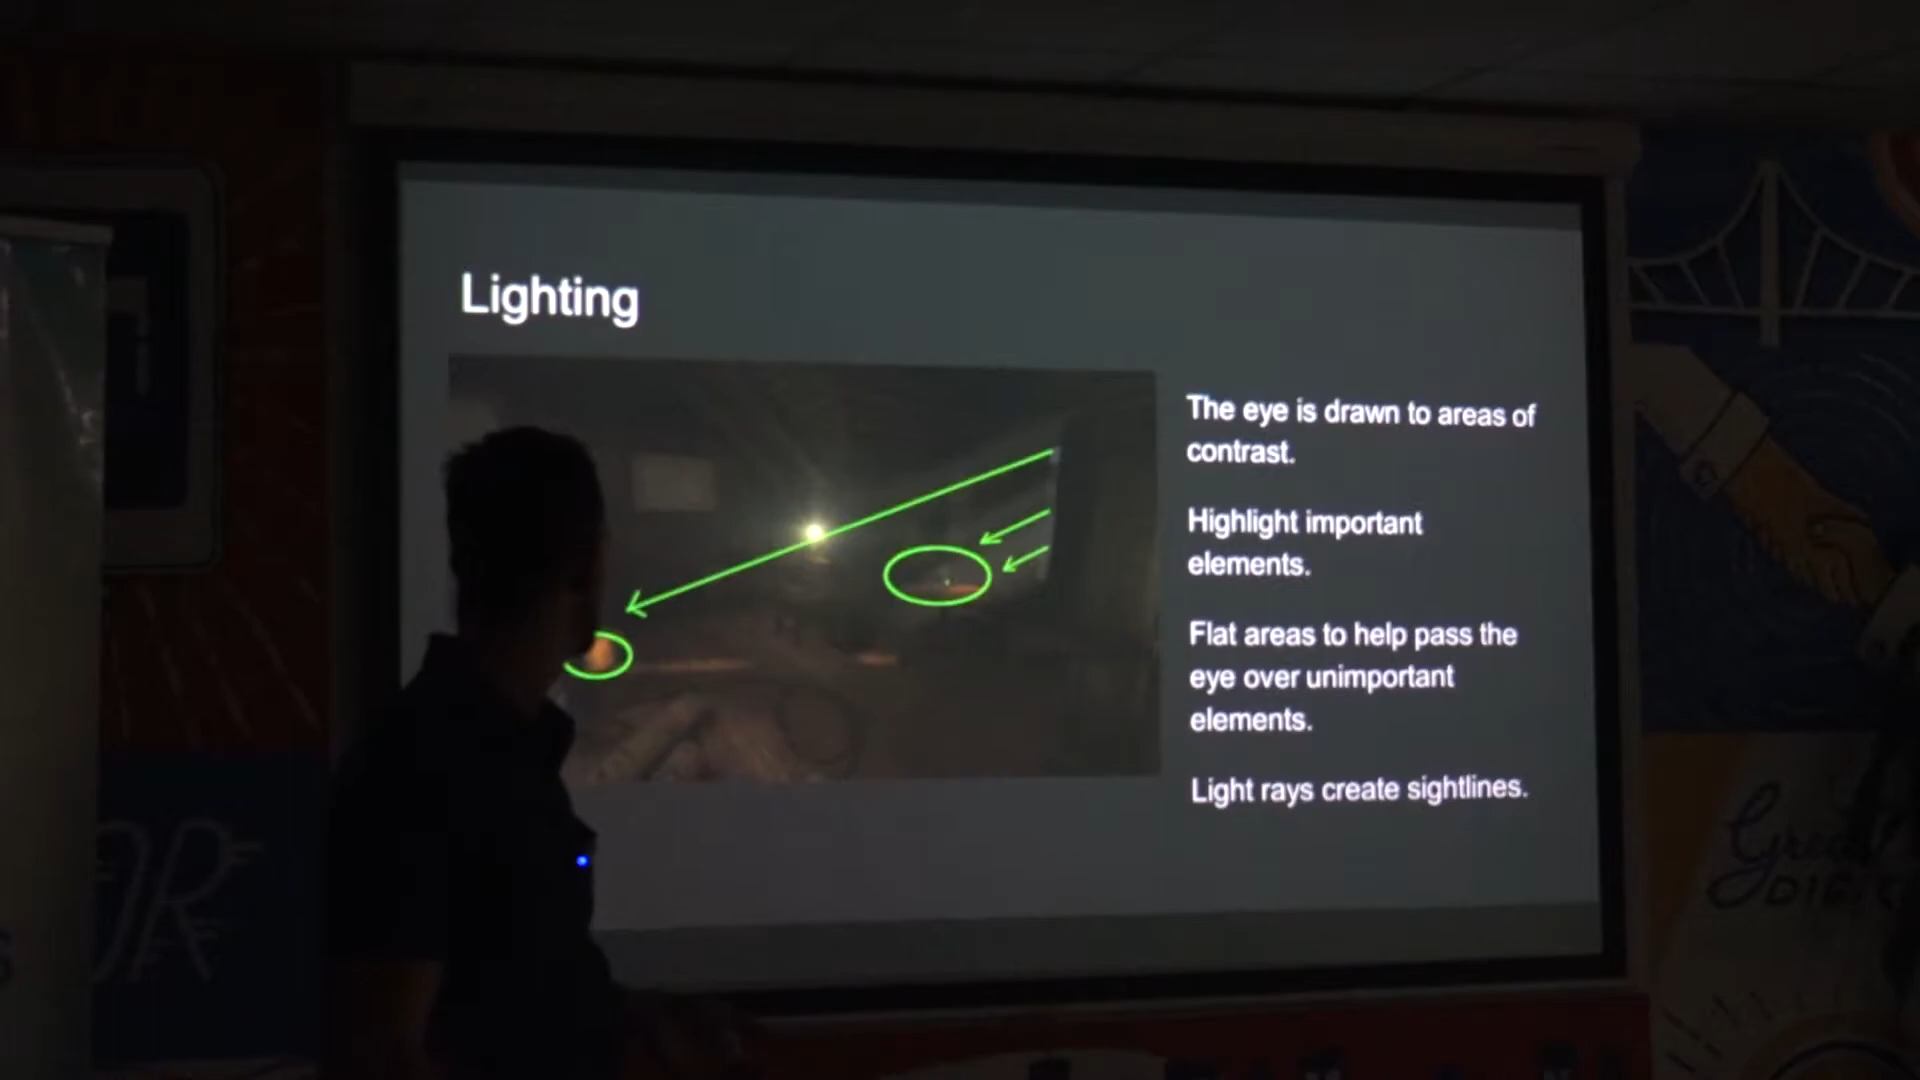 Lighting
The eye is drawn to areas of
contrast.
Highlight important
elements.
Flat areas to help pass the
eye over unimportant
elements.
Light rays create sightlines.